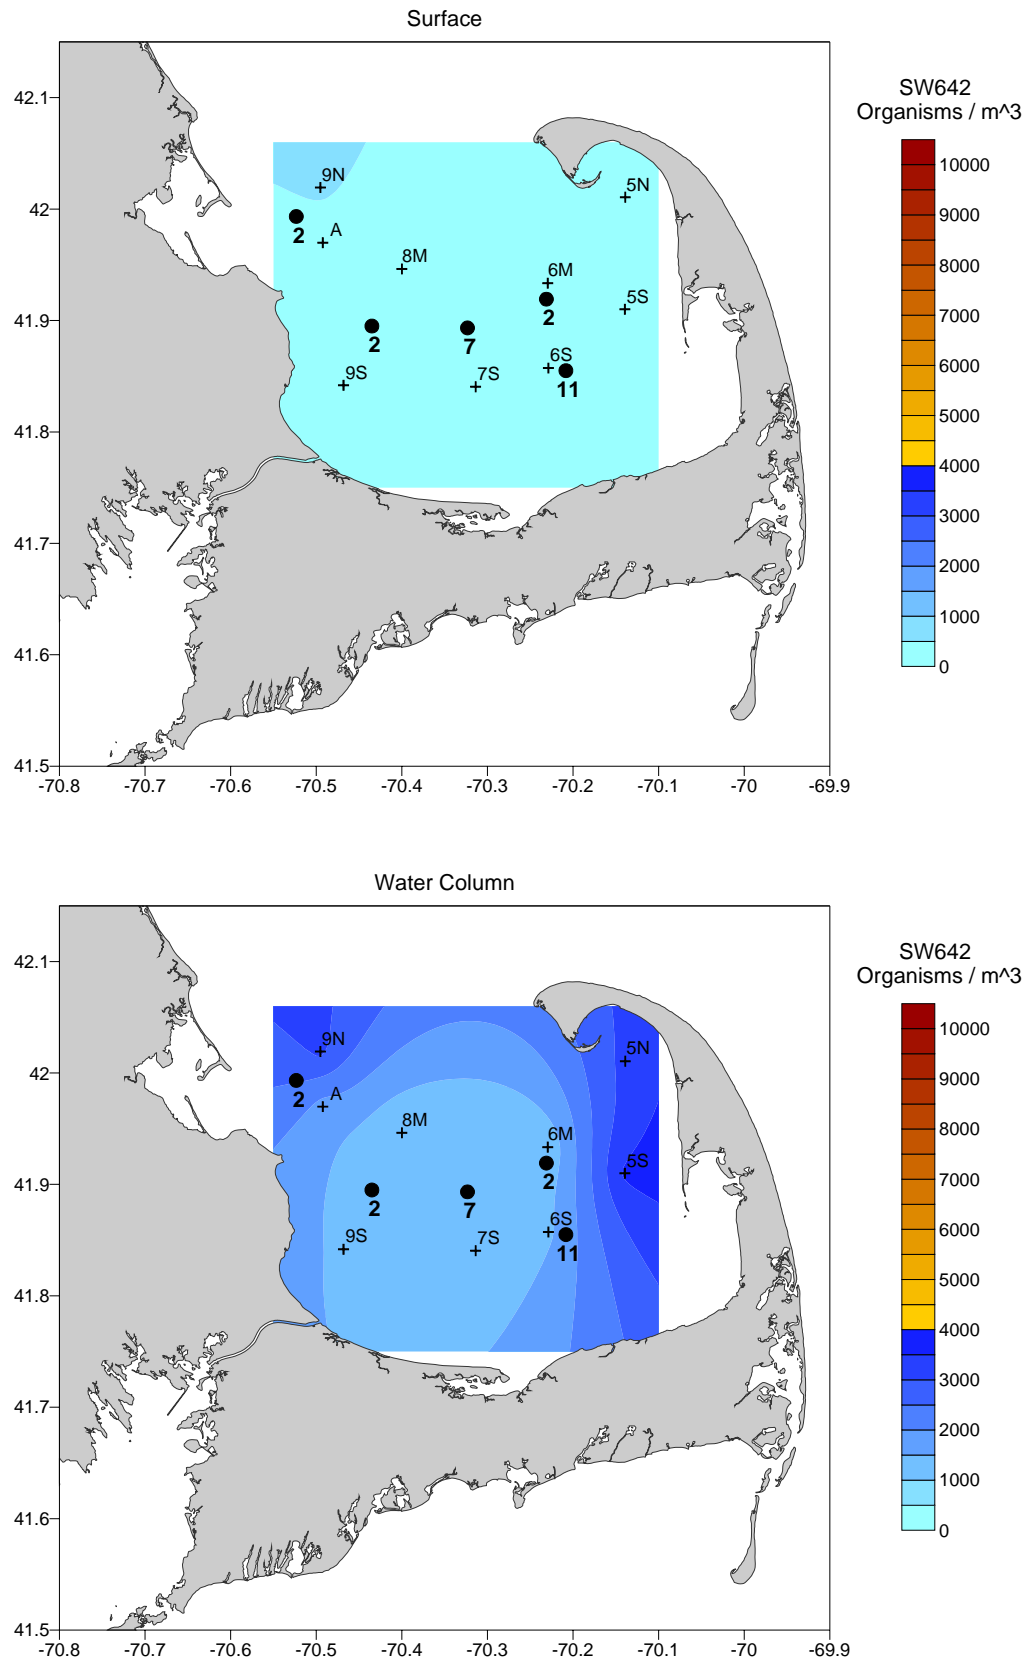 Surface
SW642
Organisms / m^3
42.1
42
41.9
41.8
41.7
41.6
41.5
-70.8
-70.7
-70.6
-70.5
-70.4
-70.3
-70.2
-70.1
-70
-69.9
9N
5N
2
A
8M
6M
5S
2
2
7
9S
7S
6S
11
10000
9000
8000
7000
6000
5000
4000
3000
2000
1000
0
Water Column
SW642
Organisms / m^3
42.1
42
41.9
41.8
41.7
41.6
41.5
-70.8
-70.7
-70.6
-70.5
-70.4
-70.3
-70.2
-70.1
-70
-69.9
9N
5N
2
A
8M
6M
5S
2
2
7
9S
7S
6S
11
10000
9000
8000
7000
6000
5000
4000
3000
2000
1000
0